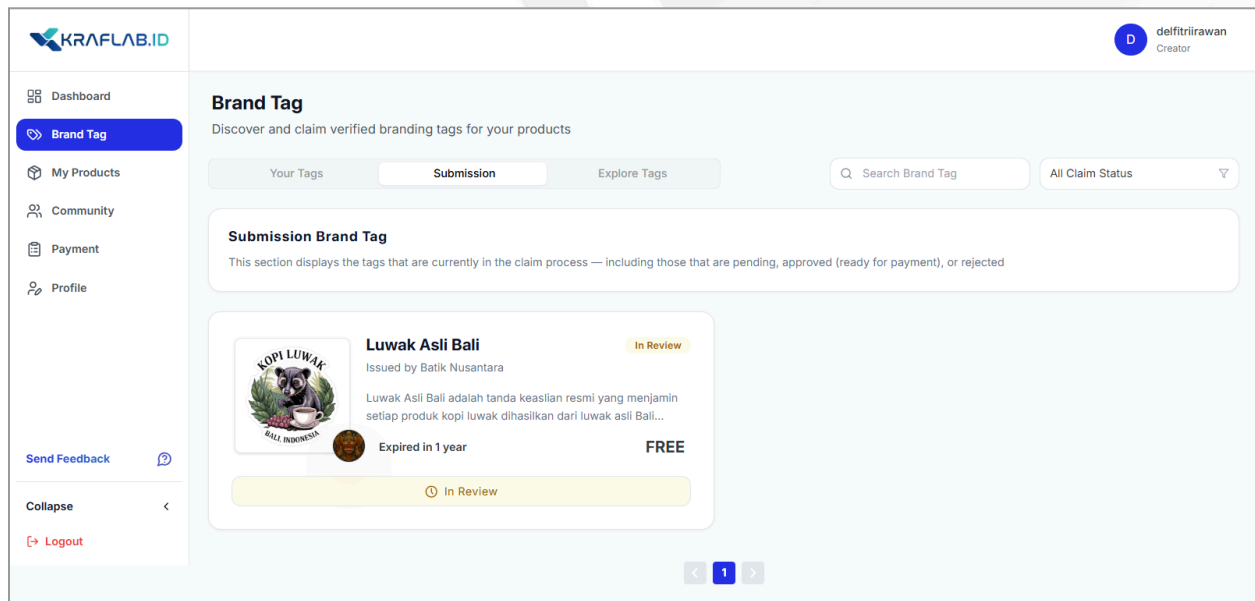 KRAFLAB.ID
D
delfitriirawan
Creator
Dashboard
Brand Tag
My Products
Community
Payment
Profile
Send Feedback
Collapse
Logout
Brand Tag
Discover and claim verified branding tags for your products
Your Tags
Submission
Explore Tags
Search Brand Tag
All Claim Status
Submission Brand Tag
This section displays the tags that are currently in the claim process — including those that are pending, approved (ready for payment), or rejected
KOPI LUWAK
BALI, INDONESIA
Luwak Asli Bali
In Review
Issued by Batik Nusantara
Luwak Asli Bali adalah tanda keaslian resmi yang menjamin
setiap produk kopi luwak dihasilkan dari luwak asli Bali...
Expired in 1 year
FREE
In Review
1